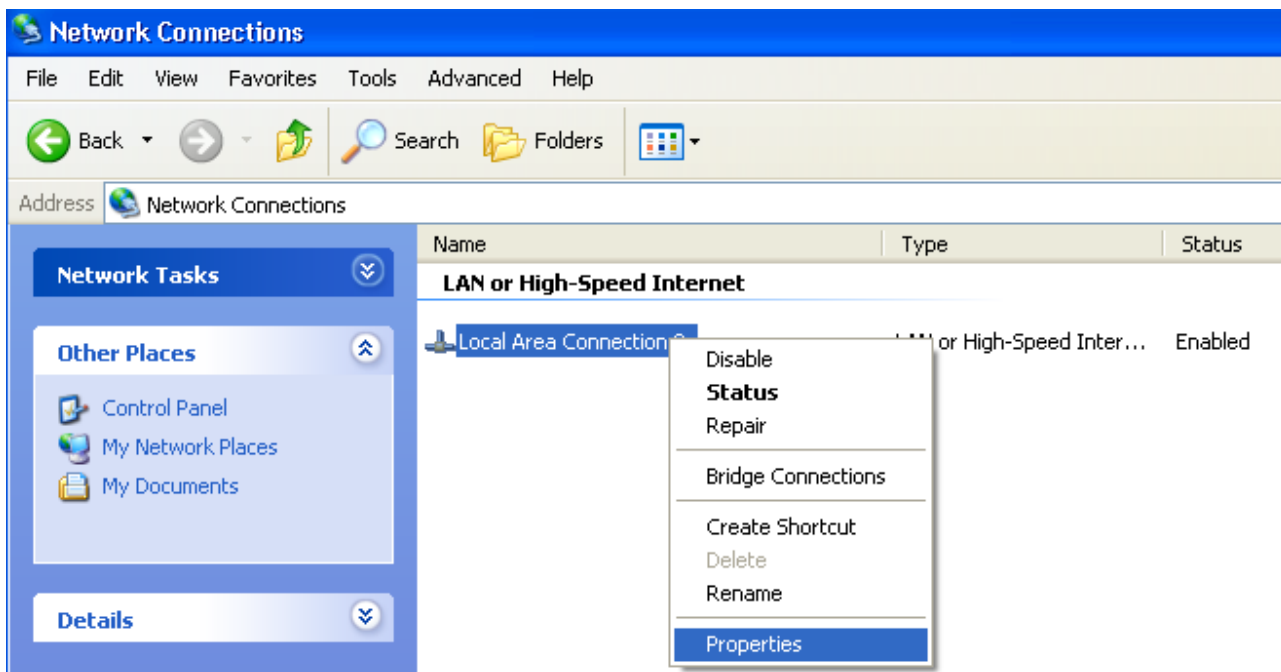 Network Connections
File Edit View Favorites Tools Advanced Help
Back Search Folders
Address Network Connections
Name Type Status
Network Tasks
LAN or High-Speed Internet
Local Area Connection or High-Speed Inter... Enabled
Other Places
Control Panel
My Network Places
My Documents
Details
Disable
Status
Repair
Bridge Connections
Create Shortcut
Delete
Rename
Properties